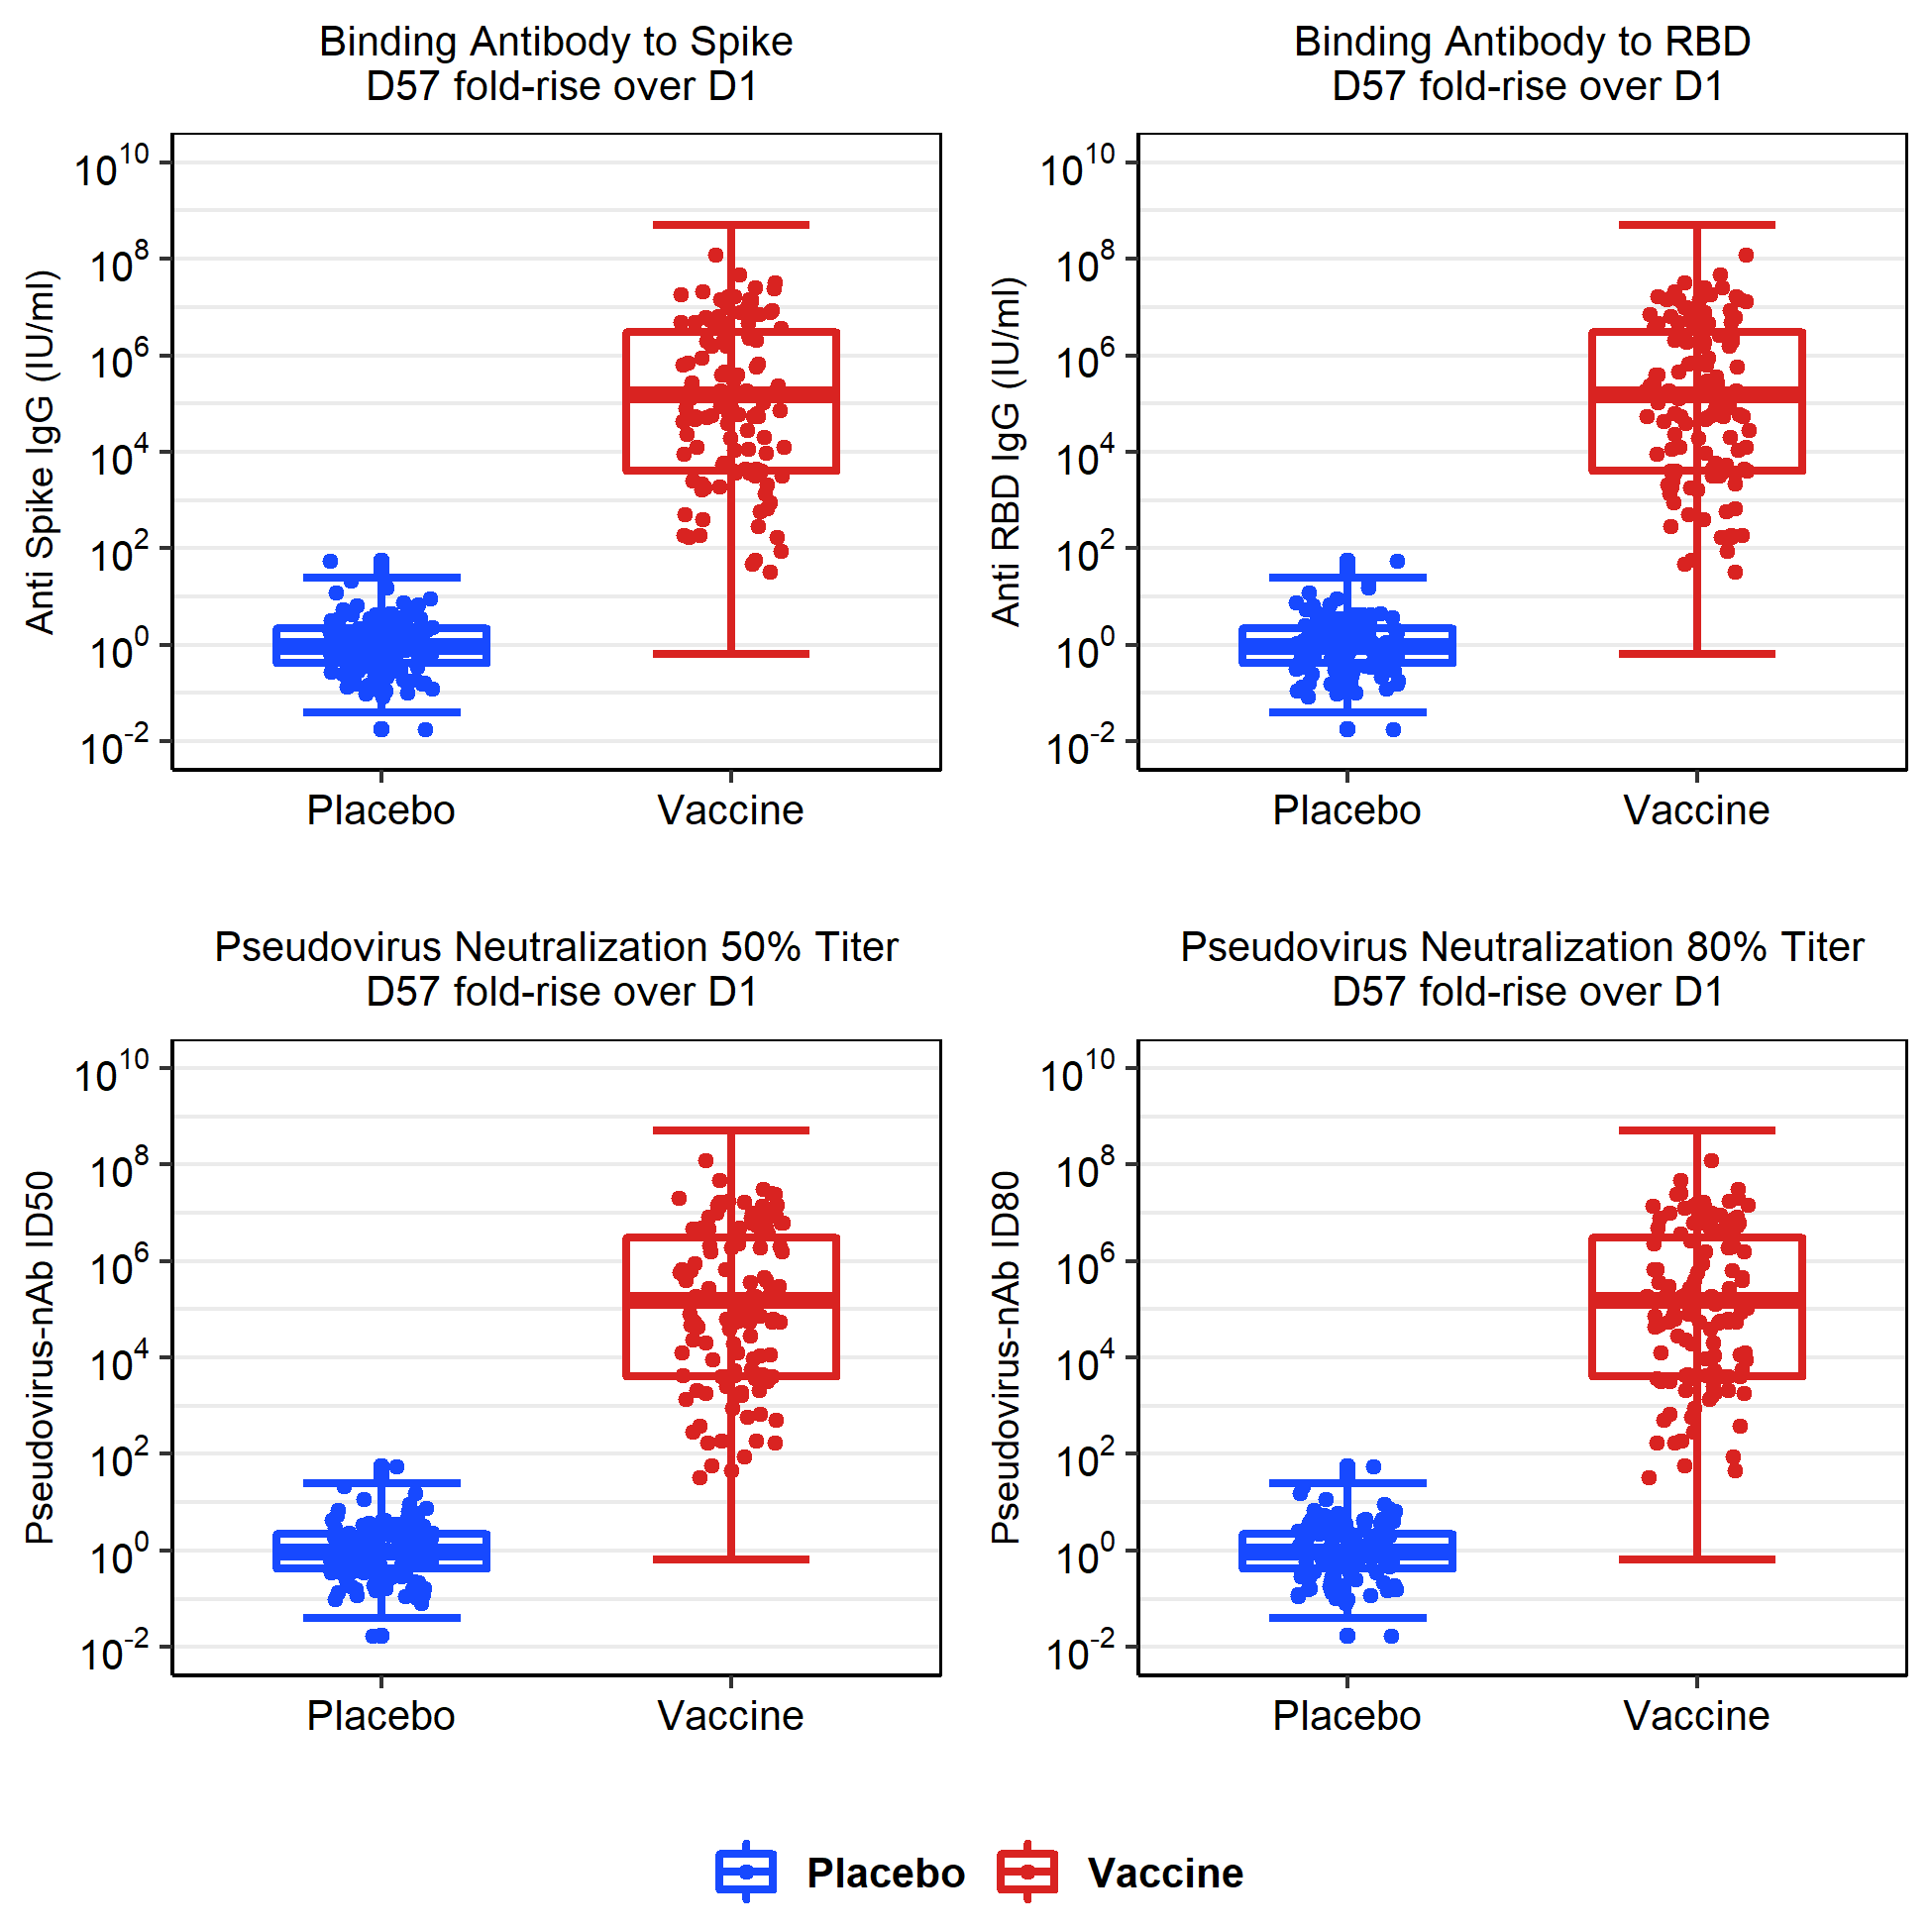 Binding Antibody to Spike
D57 fold-rise over D1
Anti Spike IgG (IU/ml)
10^10
10^8
10^6
10^4
10^2
10^0
10^-2
Placebo
Vaccine
Binding Antibody to RBD
D57 fold-rise over D1
Anti RBD IgG (IU/ml)
10^10
10^8
10^6
10^4
10^2
10^0
10^-2
Placebo
Vaccine
Pseudovirus Neutralization 50% Titer
D57 fold-rise over D1
Pseudovirus-nAb ID50
10^10
10^8
10^6
10^4
10^2
10^0
10^-2
Placebo
Vaccine
Pseudovirus Neutralization 80% Titer
D57 fold-rise over D1
Pseudovirus-nAb ID80
10^10
10^8
10^6
10^4
10^2
10^0
10^-2
Placebo
Vaccine
Placebo
Vaccine